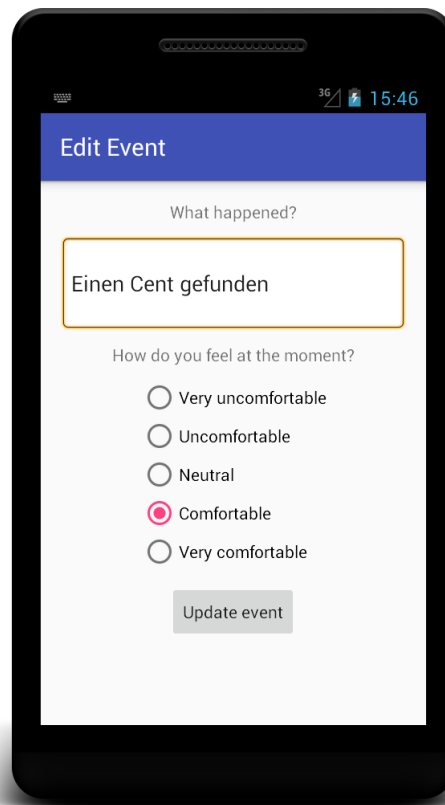 3G 15:46
Edit Event
What happened?
Einen Cent gefunden
How do you feel at the moment?
Very uncomfortable
Uncomfortable
Neutral
Comfortable
Very comfortable
Update event